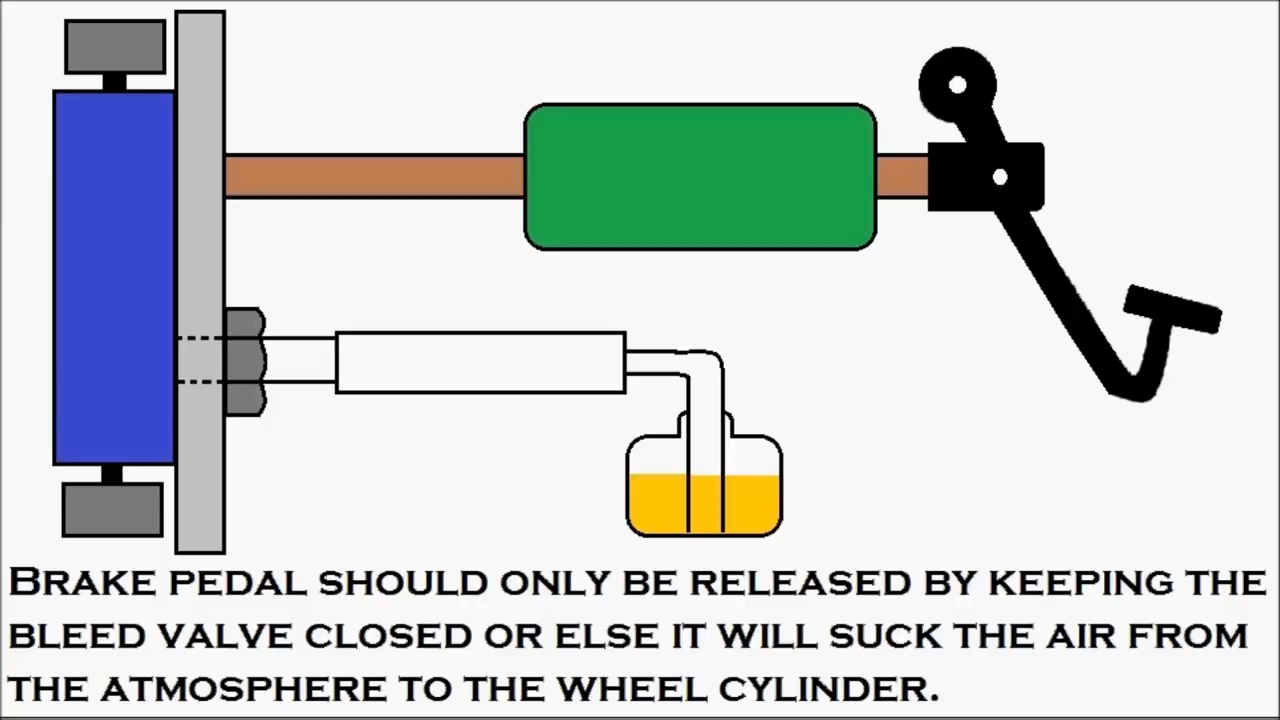 Brake pedal should only be released by keeping the
bleed valve closed or else it will suck the air from
the atmosphere to the wheel cylinder.